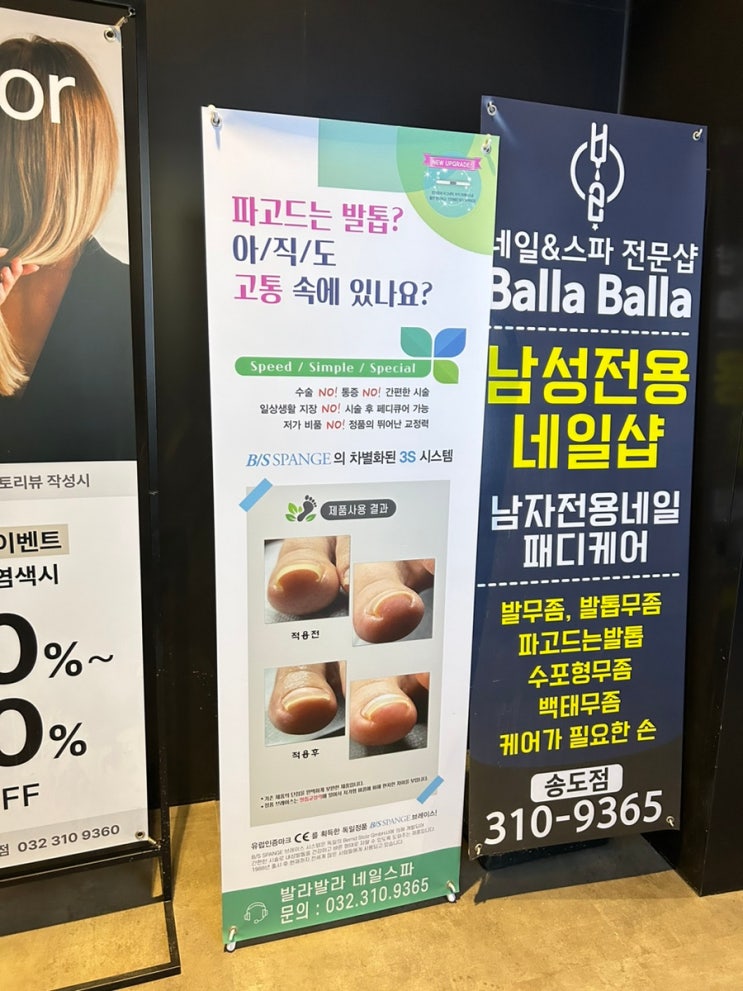 or
토리뷰 작성시
이벤트
염색시
0%~
0%
FF
점 032 310 9360
NEW UPGRADE!
파고드는 발톱?
아/직/도
고통 속에 있나요?
Speed / Simple / Special
수술 NO! 통증 NO! 간편한 시술
일상생활 지장 NO! 시술 후 페디큐어 가능
저가 비품 NO! 정품의 뛰어난 교정력
B/S SPANGE의 차별화된 3S 시스템
제품사용 결과
적용전
적용후
유럽인증마크 CE를 획득한 독일정품 B/S SPANGE 브레이스!
발라발라 네일스파
문의 : 032.310.9365
네일&스파 전문샵
Balla Balla
남성전용
네일샵
남자전용네일
패디케어
발무좀, 발톱무좀
파고드는발톱
수포형무좀
백태무좀
케어가 필요한 손
송도점
310-9365